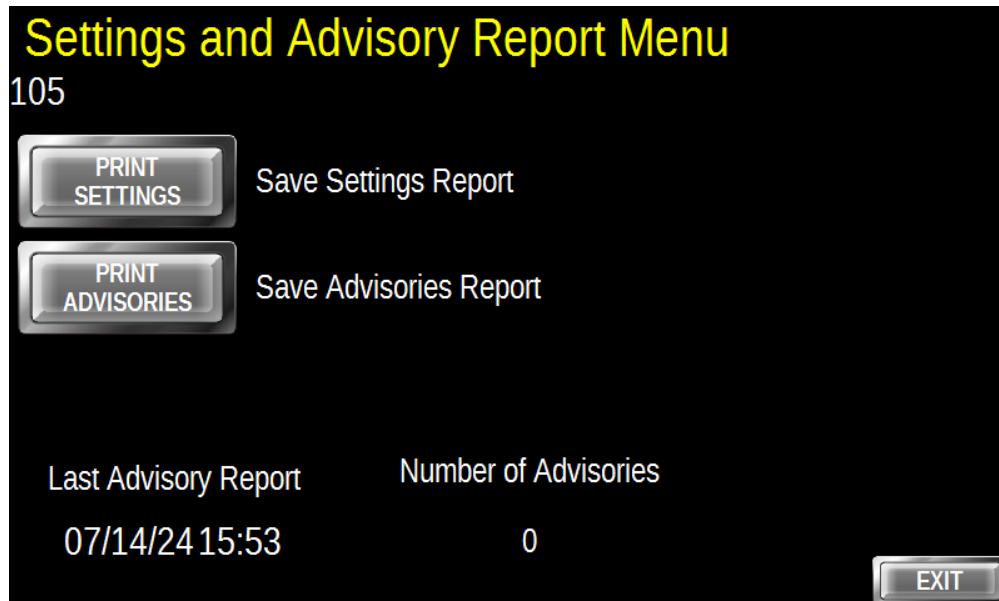 Settings and Advisory Report Menu
105
PRINT
SETTINGS
Save Settings Report
PRINT
ADVISORIES
Save Advisories Report
Last Advisory Report
Number of Advisories
07/14/24 15:53
0
EXIT